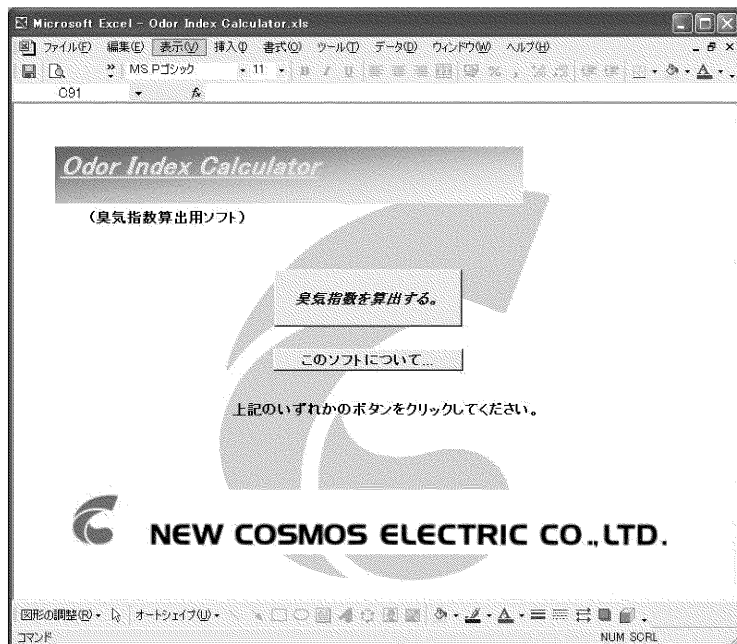 Microsoft Excel - Odor Index Calculator.xls
ファイル(F) 編集(E) 表示(V) 挿入(I) 書式(O) ツール(T) データ(D) ウィンドウ(W) ヘルプ(H)
MS Pゴシック 11 B I U % ,
C91 fx
Odor Index Calculator
（臭気指数算出用ソフト）
臭気指数を算出する。
このソフトについて...
上記のいずれかのボタンをクリックしてください。
NEW COSMOS ELECTRIC CO.,LTD.
図形の調整(R) オートシェイプ(U) A
コマンド NUM SCRL